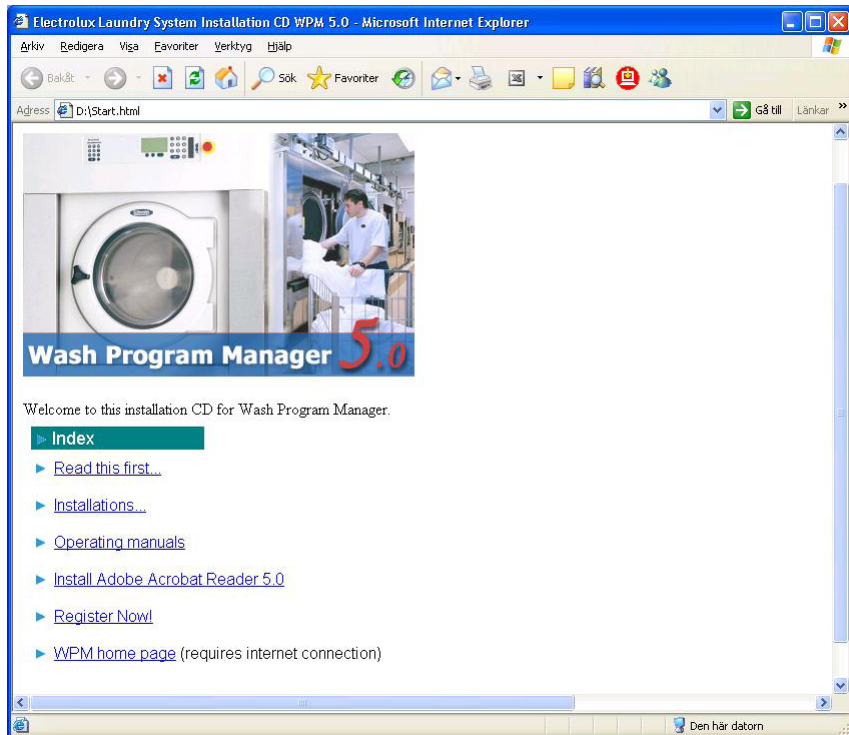 Electrolux Laundry System Installation CD WPM 5.0 - Microsoft Internet Explorer
Arkiv Redigera Visa Favoriter Verktyg Hjälp
Bakåt Sök Favoriter
Adress D:\Start.html Gå till Länkar »
Wash Program Manager 5.0
Welcome to this installation CD for Wash Program Manager.
Index
Read this first...
Installations...
Operating manuals
Install Adobe Acrobat Reader 5.0
Register Now!
WPM home page (requires internet connection)
Den här datorn